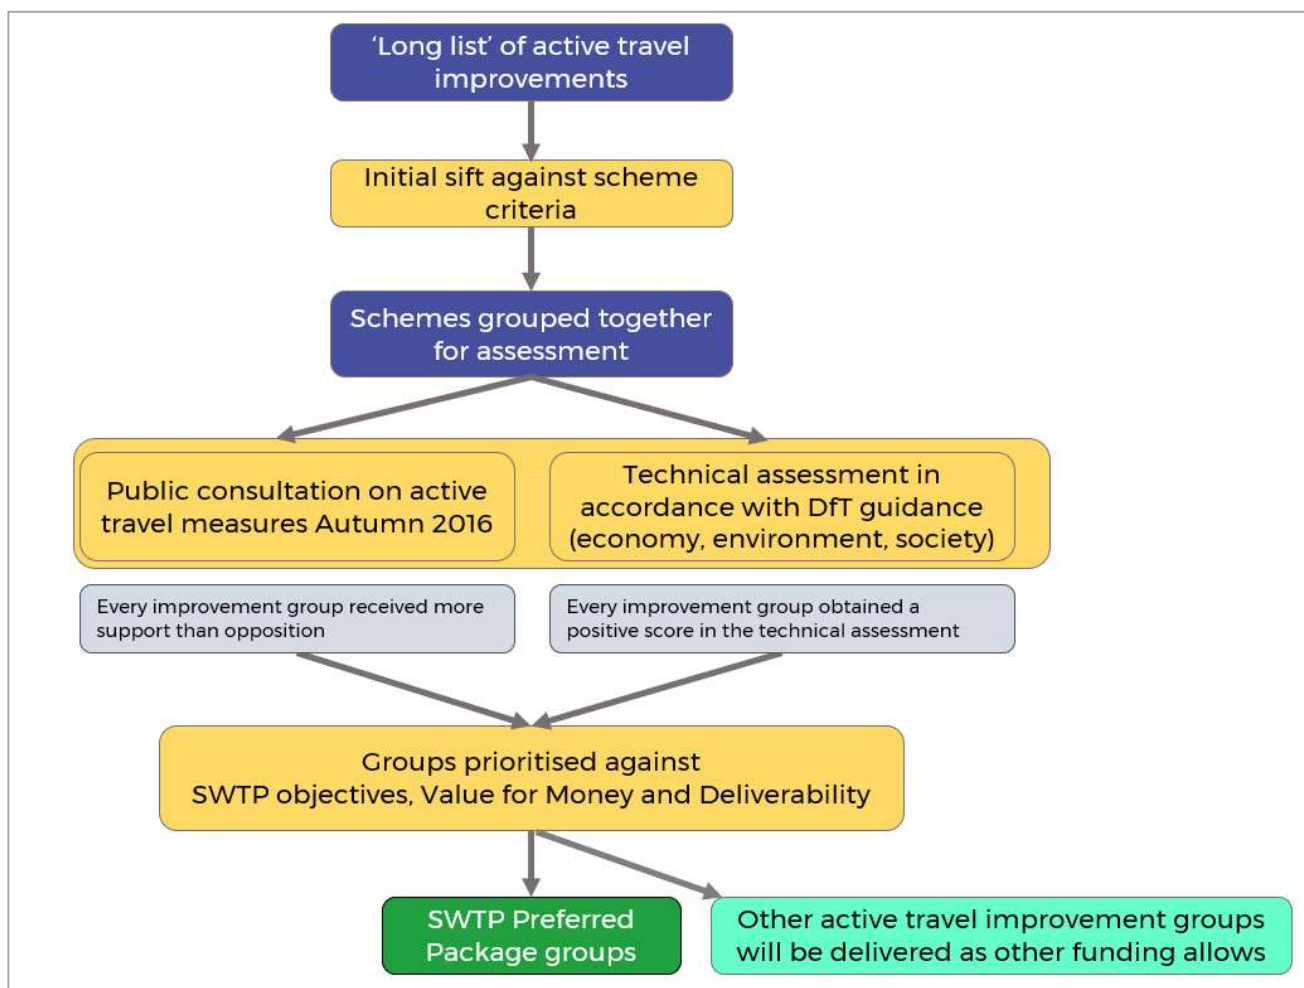 ‘Long list’ of active travel
improvements
Initial sift against scheme
criteria
Schemes grouped together
for assessment
Public consultation on active
travel measures Autumn 2016
Technical assessment in
accordance with DfT guidance
(economy, environment, society)
Every improvement group received more
support than opposition
Every improvement group obtained a
positive score in the technical assessment
Groups prioritised against
SWTP objectives, Value for Money and Deliverability
SWTP Preferred
Package groups
Other active travel improvement groups
will be delivered as other funding allows